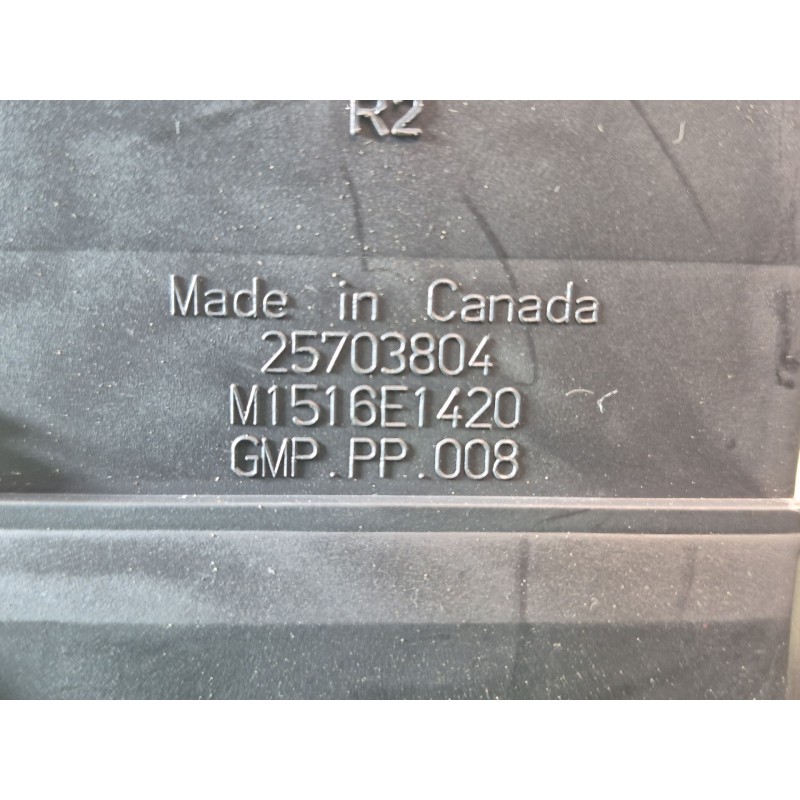 R2
Made in Canada
25703804
M1516E1420
GMP.PP.008